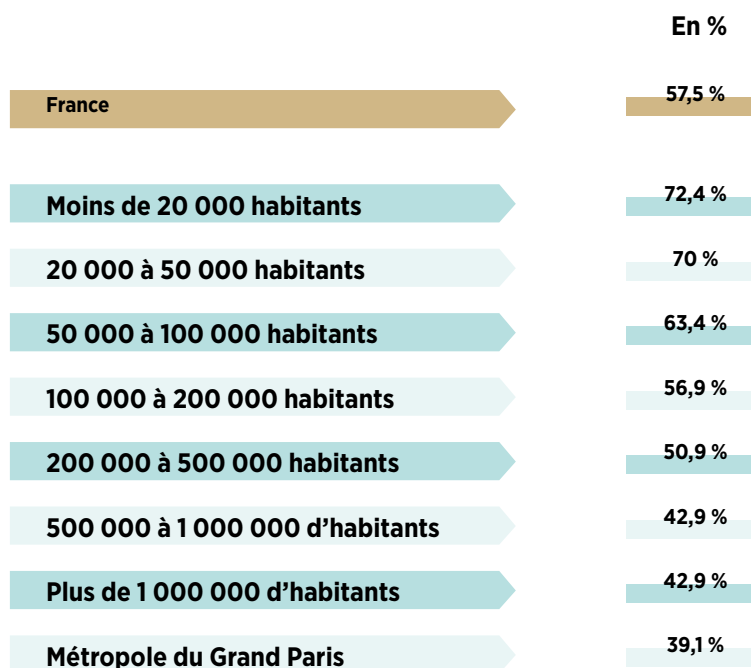 En %
France 57,5 %
Moins de 20 000 habitants 72,4 %
20 000 à 50 000 habitants 70 %
50 000 à 100 000 habitants 63,4 %
100 000 à 200 000 habitants 56,9 %
200 000 à 500 000 habitants 50,9 %
500 000 à 1 000 000 d’habitants 42,9 %
Plus de 1 000 000 d’habitants 42,9 %
Métropole du Grand Paris 39,1 %